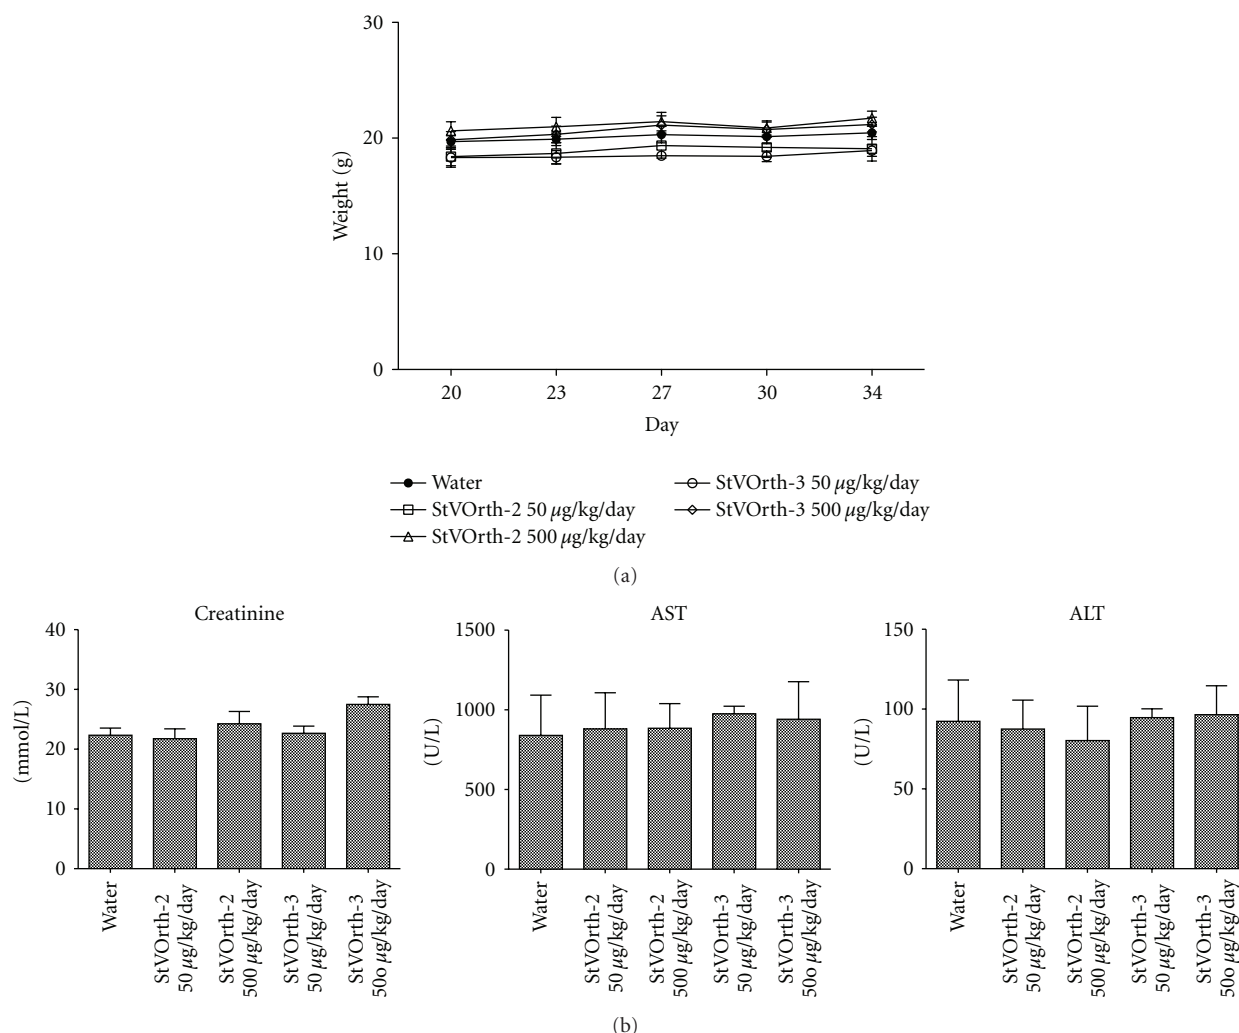 30
20
10
0
Weight (g)
20 23 27 30 34
Day
Water
StVOrth-2 50 μg/kg/day
StVOrth-2 500 μg/kg/day
StVOrth-3 50 μg/kg/day
StVOrth-3 500 μg/kg/day
(a)
Creatinine
40
30
20
10
0
(mmol/L)
Water
StVOrth-2
50 μg/kg/day
StVOrth-2
500 μg/kg/day
StVOrth-3
50 μg/kg/day
StVOrth-3
50o μg/kg/day
AST
1500
1000
500
0
(U/L)
Water
StVOrth-2
50 μg/kg/day
StVOrth-2
500 μg/kg/day
StVOrth-3
50 μg/kg/day
StVOrth-3
50o μg/kg/day
ALT
150
100
50
0
(U/L)
Water
StVOrth-2
50 μg/kg/day
StVOrth-2
500 μg/kg/day
StVOrth-3
50 μg/kg/day
StVOrth-3
50o μg/kg/day
(b)